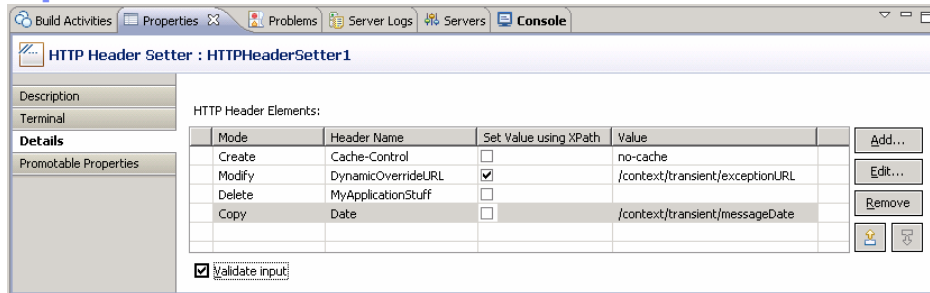 Build Activities Properties Problems Server Logs Servers Console
HTTP Header Setter : HTTPHeaderSetter1
Description
Terminal
Details
Promotable Properties
HTTP Header Elements:
Mode Header Name Set Value using XPath Value
Create Cache-Control no-cache
Modify DynamicOverrideURL /context/transient/exceptionURL
Delete MyApplicationStuff
Copy Date /context/transient/messageDate
Add...
Edit...
Remove
Validate input